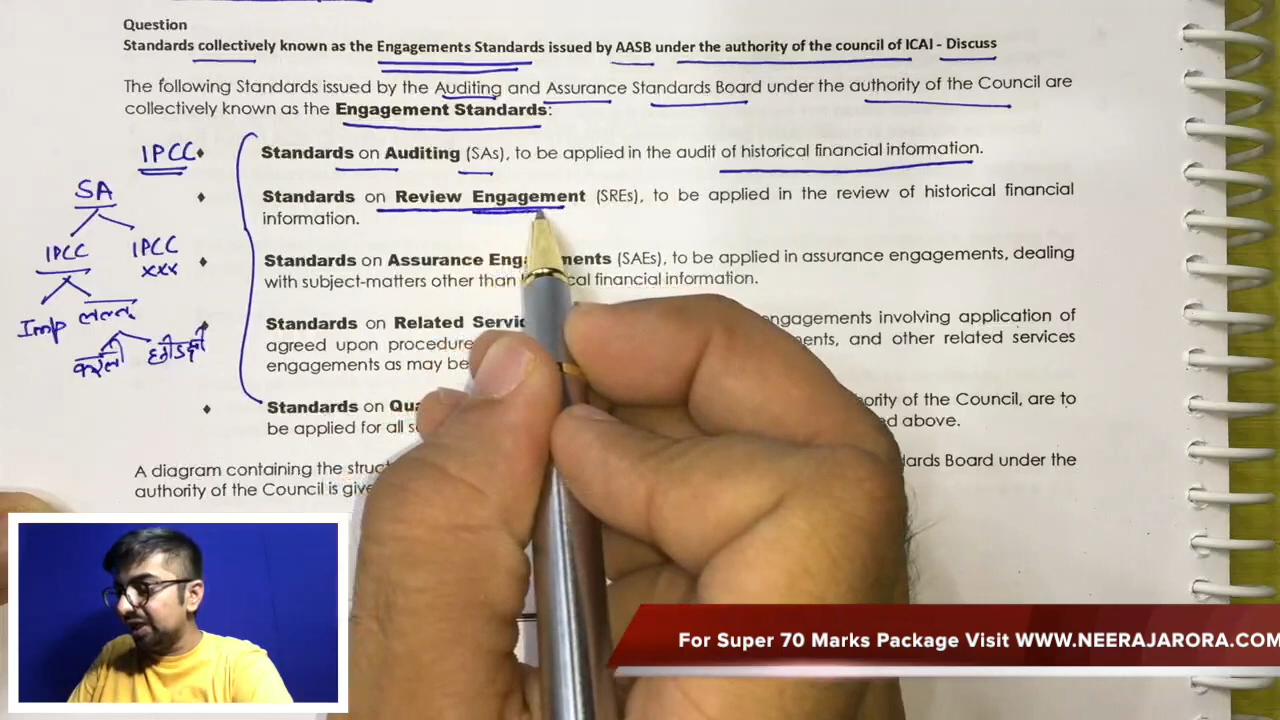 Question
Standards collectively known as the Engagements Standards issued by AASB under the authority of the council of ICAI - Discuss
The following Standards issued by the Auditing and Assurance Standards Board under the authority of the Council are
collectively known as the Engagement Standards:
IPCC
♦ Standards on Auditing (SAs), to be applied in the audit of historical financial information.
SA
♦ Standards on Review Engagement (SREs), to be applied in the review of historical financial
information.
IPCC IPCC
xxx
♦ Standards on Assurance Eng ments (SAEs), to be applied in assurance engagements, dealing
with subject-matters other than cal financial information.
Imp
♦ Standards on Related Servic ngagements involving application of
agreed upon procedure ents, and other related services
engagements as may be
♦ Standards on Qua ority of the Council, are to
be applied for all s d above.
A diagram containing the struct dards Board under the
authority of the Council is give
For Super 70 Marks Package Visit WWW.NEERAJARORA.COM